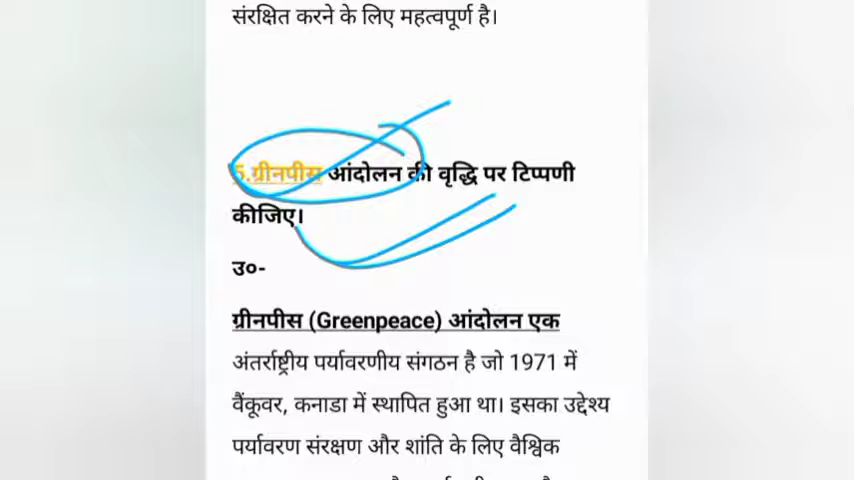 संरक्षित करने के लिए महत्वपूर्ण है।
5.ग्रीनपीस आंदोलन की वृद्धि पर टिप्पणी
कीजिए।
उ०-
ग्रीनपीस (Greenpeace) आंदोलन एक
अंतर्राष्ट्रीय पर्यावरणीय संगठन है जो 1971 में
वैंकूवर, कनाडा में स्थापित हुआ था। इसका उद्देश्य
पर्यावरण संरक्षण और शांति के लिए वैश्विक